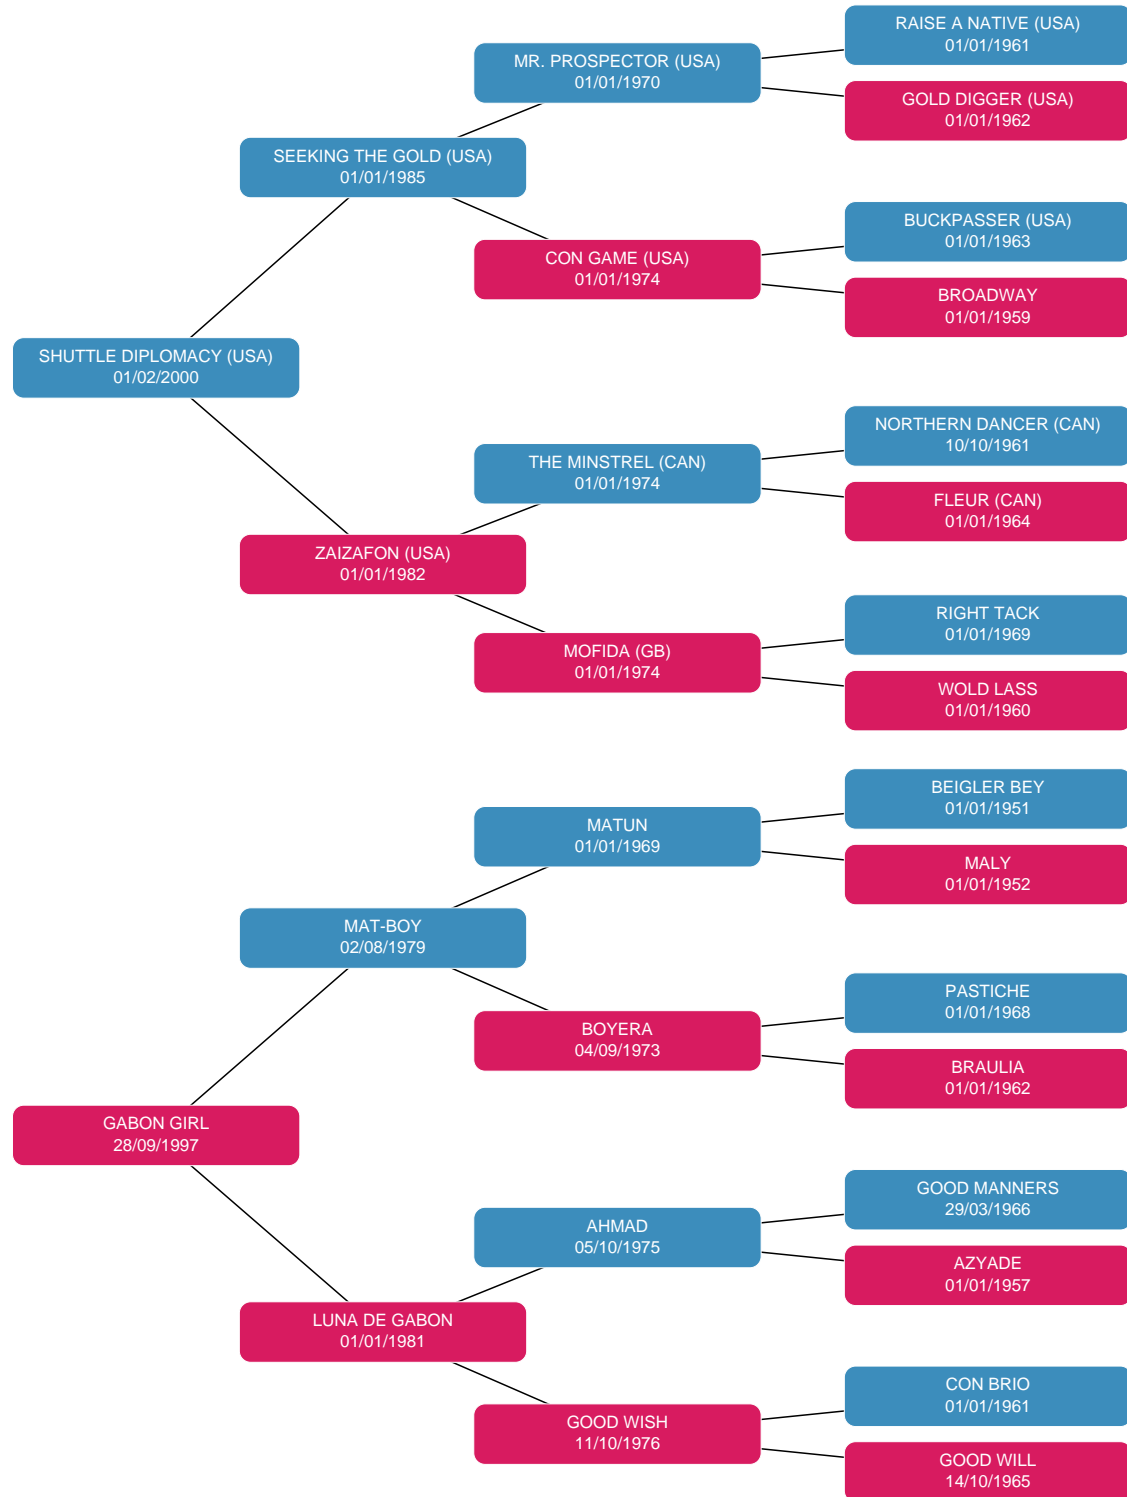 RAISE A NATIVE (USA)
01/01/1961
MR. PROSPECTOR (USA)
01/01/1970
GOLD DIGGER (USA)
01/01/1962
SEEKING THE GOLD (USA)
01/01/1985
BUCKPASSER (USA)
01/01/1963
CON GAME (USA)
01/01/1974
BROADWAY
01/01/1959
SHUTTLE DIPLOMACY (USA)
01/02/2000
NORTHERN DANCER (CAN)
10/10/1961
THE MINSTREL (CAN)
01/01/1974
FLEUR (CAN)
01/01/1964
ZAIZAFON (USA)
01/01/1982
RIGHT TACK
01/01/1969
MOFIDA (GB)
01/01/1974
WOLD LASS
01/01/1960
BEIGLER BEY
01/01/1951
MATUN
01/01/1969
MALY
01/01/1952
MAT-BOY
02/08/1979
PASTICHE
01/01/1968
BOYERA
04/09/1973
BRAULIA
01/01/1962
GABON GIRL
28/09/1997
GOOD MANNERS
29/03/1966
AHMAD
05/10/1975
AZYADE
01/01/1957
LUNA DE GABON
01/01/1981
CON BRIO
01/01/1961
GOOD WISH
11/10/1976
GOOD WILL
14/10/1965